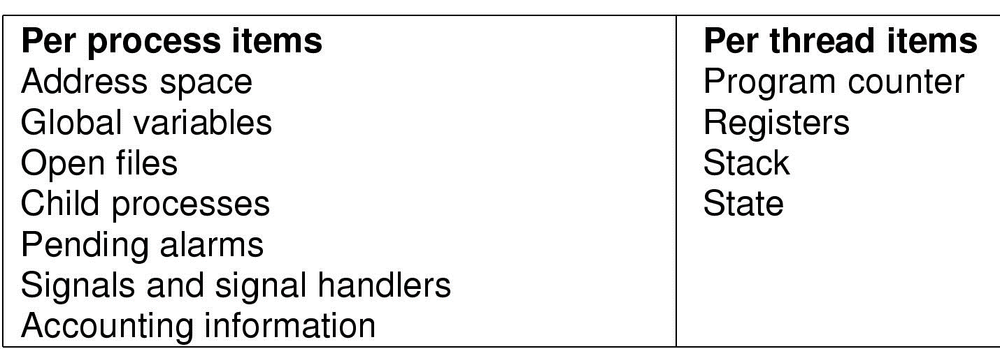 Per process items
Address space
Global variables
Open files
Child processes
Pending alarms
Signals and signal handlers
Accounting information
Per thread items
Program counter
Registers
Stack
State